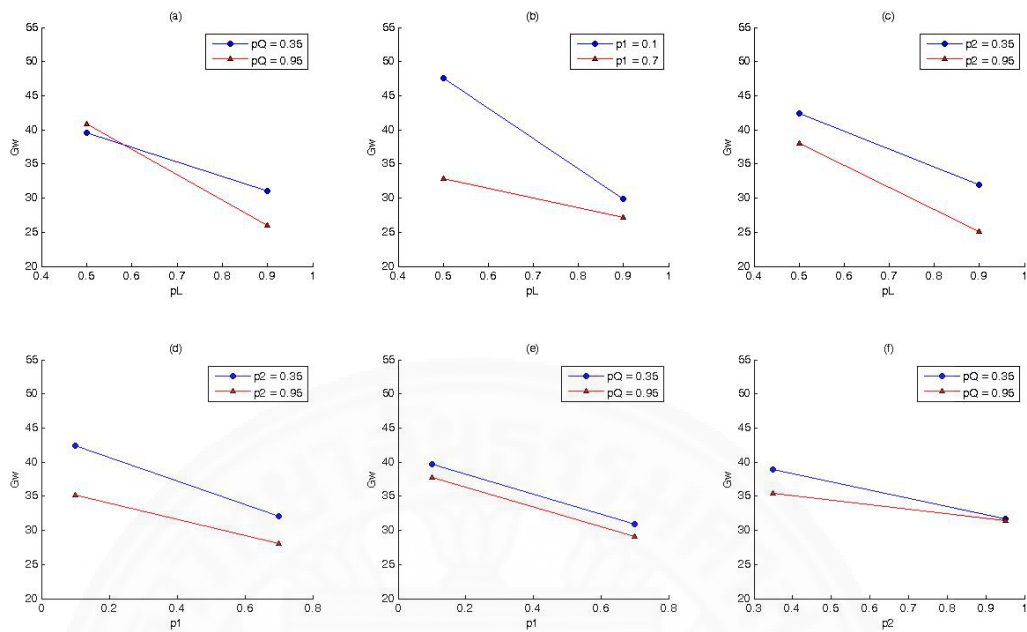 (a)
pQ = 0.35
pQ = 0.95
55
50
45
40
35
30
25
20
Gw
0.4 0.5 0.6 0.7 0.8 0.9 1
pL
(b)
p1 = 0.1
p1 = 0.7
55
50
45
40
35
30
25
20
Gw
0.4 0.5 0.6 0.7 0.8 0.9 1
pL
(c)
p2 = 0.35
p2 = 0.95
55
50
45
40
35
30
25
20
Gw
0.4 0.5 0.6 0.7 0.8 0.9 1
pL
(d)
p2 = 0.35
p2 = 0.95
55
50
45
40
35
30
25
20
Gw
0 0.2 0.4 0.6 0.8
p1
(e)
pQ = 0.35
pQ = 0.95
55
50
45
40
35
30
25
20
Gw
0 0.2 0.4 0.6 0.8
p1
(f)
pQ = 0.35
pQ = 0.95
55
50
45
40
35
30
25
20
Gw
0.3 0.4 0.5 0.6 0.7 0.8 0.9 1
p2